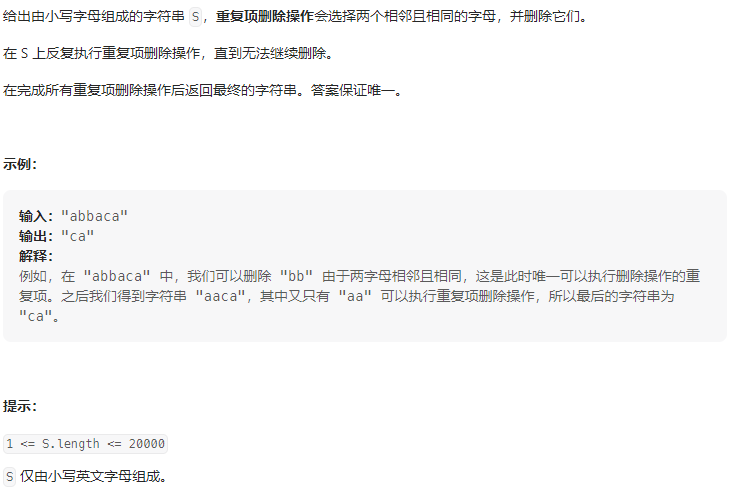 给出由小写字母组成的字符串 S，重复项删除操作会选择两个相邻且相同的字母，并删除它们。
在 S 上反复执行重复项删除操作，直到无法继续删除。
在完成所有重复项删除操作后返回最终的字符串。答案保证唯一。
示例：
输入："abbaca"
输出："ca"
解释：
例如，在 "abbaca" 中，我们可以删除 "bb" 由于两字母相邻且相同，这是此时唯一可以执行删除操作的重
复项。之后我们得到字符串 "aaca"，其中又只有 "aa" 可以执行重复项删除操作，所以最后的字符串为
"ca"。
提示：
1 <= S.length <= 20000
S 仅由小写英文字母组成。